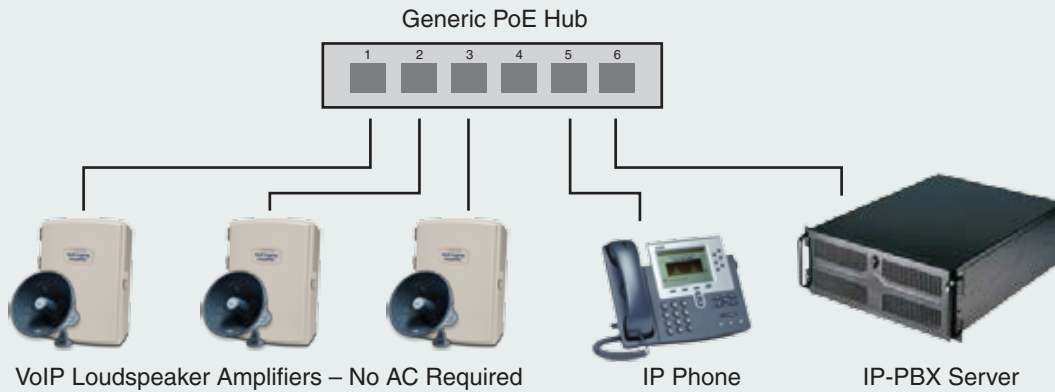 Generic PoE Hub
1 2 3 4 5 6
VoIP Loudspeaker Amplifiers – No AC Required
IP Phone
IP-PBX Server